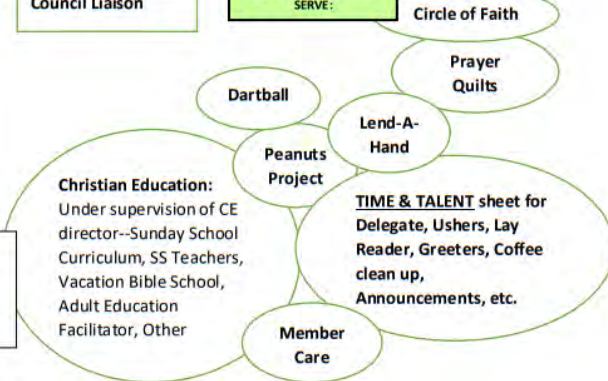 Council Liaison
SERVE:
Circle of Faith
Prayer
Quilts
Dartball
Lend-A-
Hand
Peanuts
Project
Christian Education:
Under supervision of CE
director--Sunday School
Curriculum, SS Teachers,
Vacation Bible School,
Adult Education
Facilitator, Other
TIME & TALENT sheet for
Delegate, Ushers, Lay
Reader, Greeters, Coffee
clean up,
Announcements, etc.
Member
Care